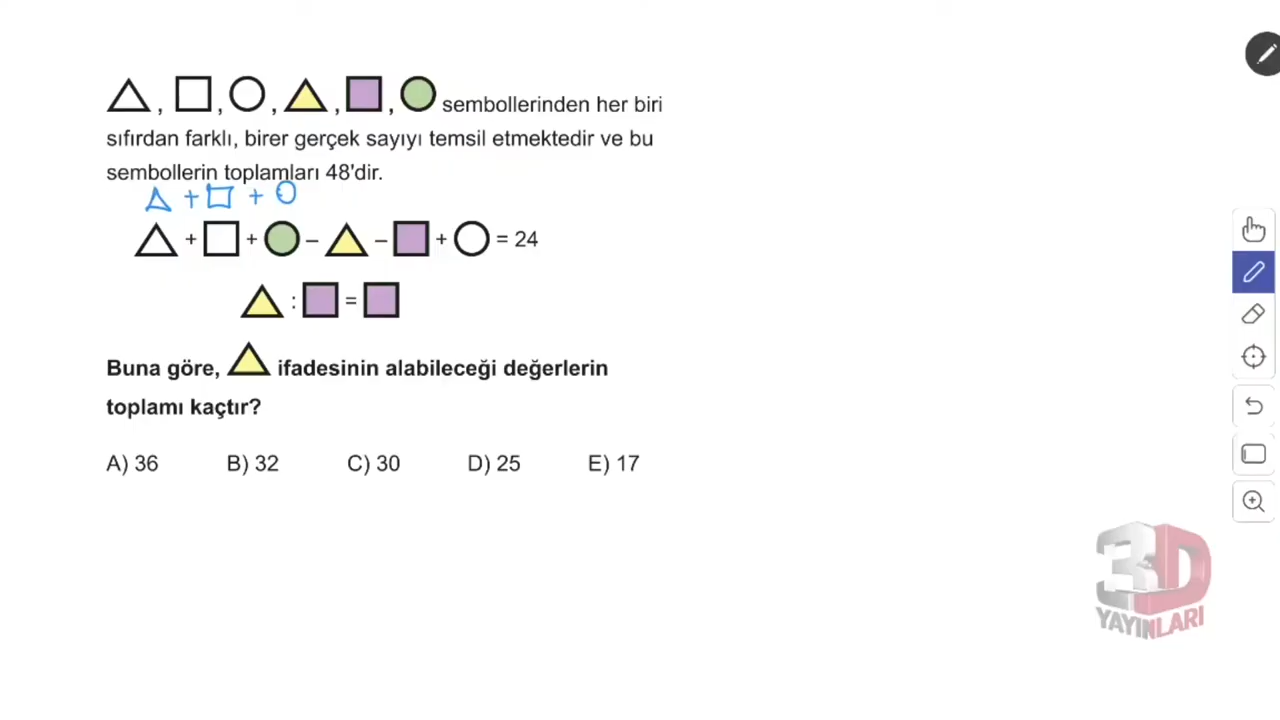 △, □, ○, △, □, ○ sembollerinden her biri
sıfırdan farklı, birer gerçek sayıyı temsil etmektedir ve bu
sembollerin toplamları 48'dir.
△ + □ + ○
△ + □ + ○ − △ − □ + ○ = 24
△ : □ = □
Buna göre, △ ifadesinin alabileceği değerlerin
toplamı kaçtır?
A) 36 B) 32 C) 30 D) 25 E) 17
3D
YAYINLARI